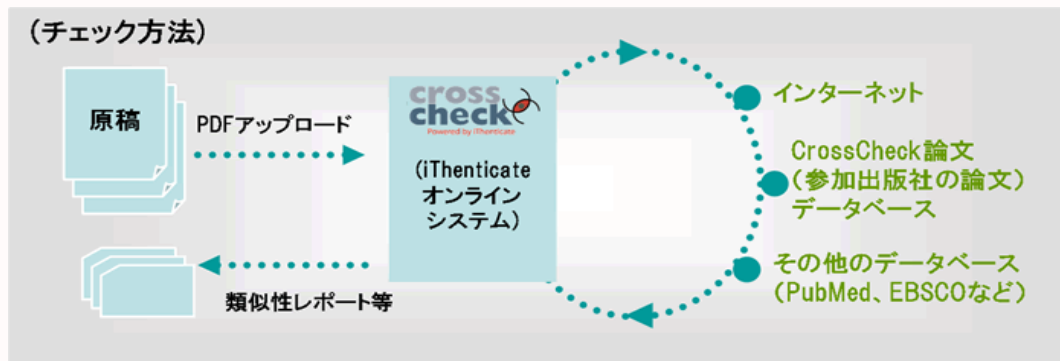 (チェック方法)
原稿
PDFアップロード
cross
check
Powered by iThenticate
(iThenticate
オンライン
システム)
インターネット
CrossCheck論文
(参加出版社の論文)
データベース
その他のデータベース
(PubMed、EBSCOなど)
類似性レポート等